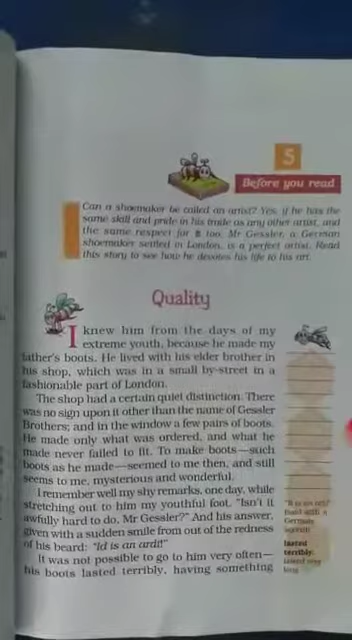 5
Before you read
Can a shoemaker be called an artist? Yes, if he has the
same skill and pride in his trade as any other artist, and
the same respect for it too. Mr Gessler, a German
shoemaker settled in London, is a perfect artist. Read
this story to see how he devotes his life to his art.
Quality
I knew him from the days of my
extreme youth, because he made my
father's boots. He lived with his elder brother in
his shop, which was in a small by-street in a
fashionable part of London.
The shop had a certain quiet distinction. There
was no sign upon it other than the name of Gessler
Brothers; and in the window a few pairs of boots.
He made only what was ordered, and what he
made never failed to fit. To make boots—such
boots as he made—seemed to me then, and still
seems to me, mysterious and wonderful.
I remember well my shy remarks, one day, while
stretching out to him my youthful foot. "Isn't it
awfully hard to do, Mr Gessler?" And his answer,
given with a sudden smile from out of the redness
of his beard: "Id is an ardt!"
It was not possible to go to him very often—
his boots lasted terribly, having something
"It is an art!"
with a
German
lasted
terribly:
lasted very
long